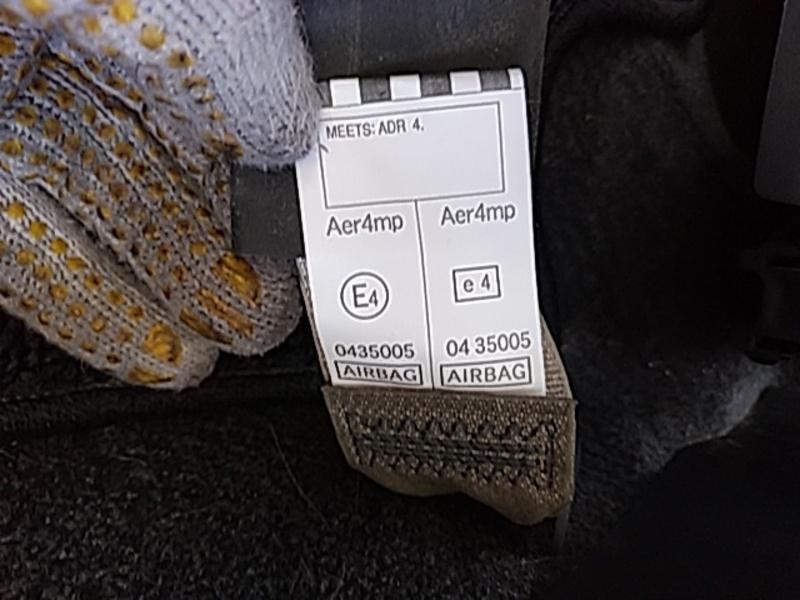 MEETS: ADR 4.
Aer4mp Aer4mp
E4 e 4
0435005 04 35005
AIRBAG AIRBAG